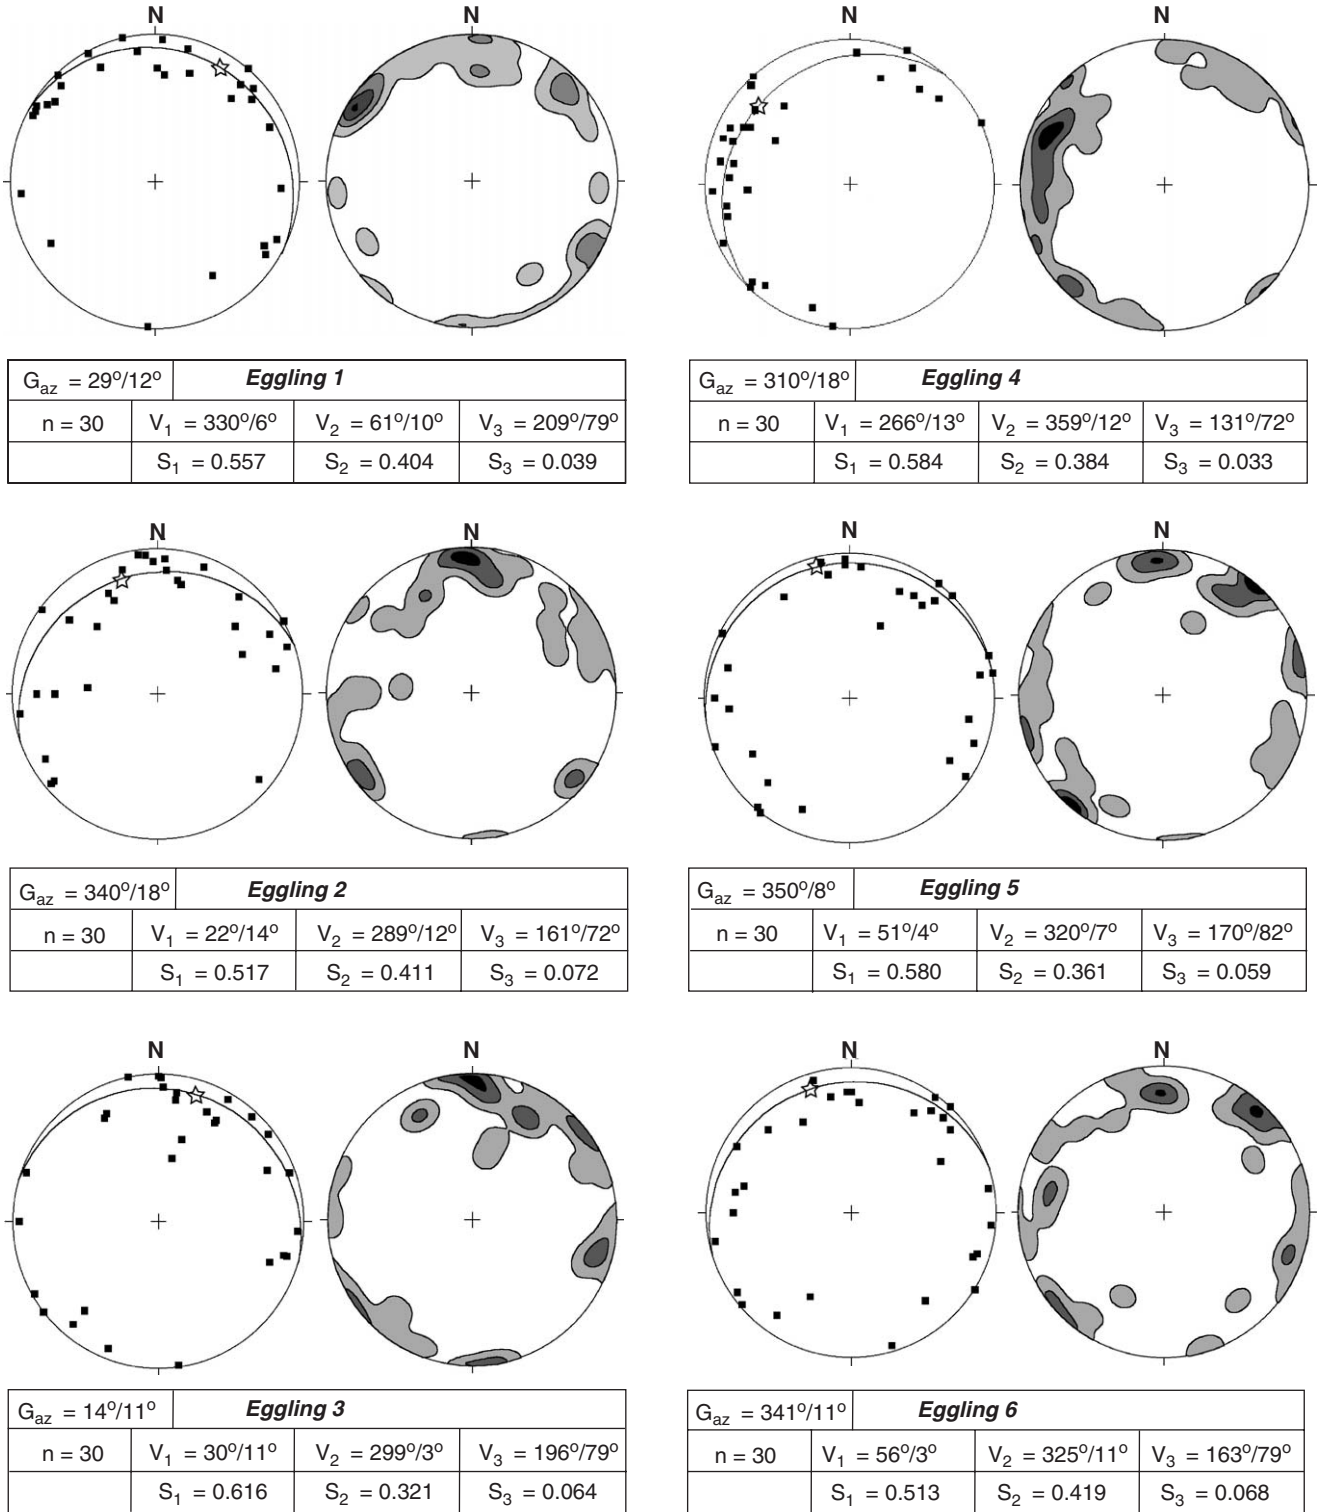 N N
G_az = 29°/12° Eggling 1
n = 30 V_1 = 330°/6° V_2 = 61°/10° V_3 = 209°/79°
S_1 = 0.557 S_2 = 0.404 S_3 = 0.039
N N
G_az = 310°/18° Eggling 4
n = 30 V_1 = 266°/13° V_2 = 359°/12° V_3 = 131°/72°
S_1 = 0.584 S_2 = 0.384 S_3 = 0.033
N N
G_az = 340°/18° Eggling 2
n = 30 V_1 = 22°/14° V_2 = 289°/12° V_3 = 161°/72°
S_1 = 0.517 S_2 = 0.411 S_3 = 0.072
N N
G_az = 350°/8° Eggling 5
n = 30 V_1 = 51°/4° V_2 = 320°/7° V_3 = 170°/82°
S_1 = 0.580 S_2 = 0.361 S_3 = 0.059
N N
G_az = 14°/11° Eggling 3
n = 30 V_1 = 30°/11° V_2 = 299°/3° V_3 = 196°/79°
S_1 = 0.616 S_2 = 0.321 S_3 = 0.064
N N
G_az = 341°/11° Eggling 6
n = 30 V_1 = 56°/3° V_2 = 325°/11° V_3 = 163°/79°
S_1 = 0.513 S_2 = 0.419 S_3 = 0.068